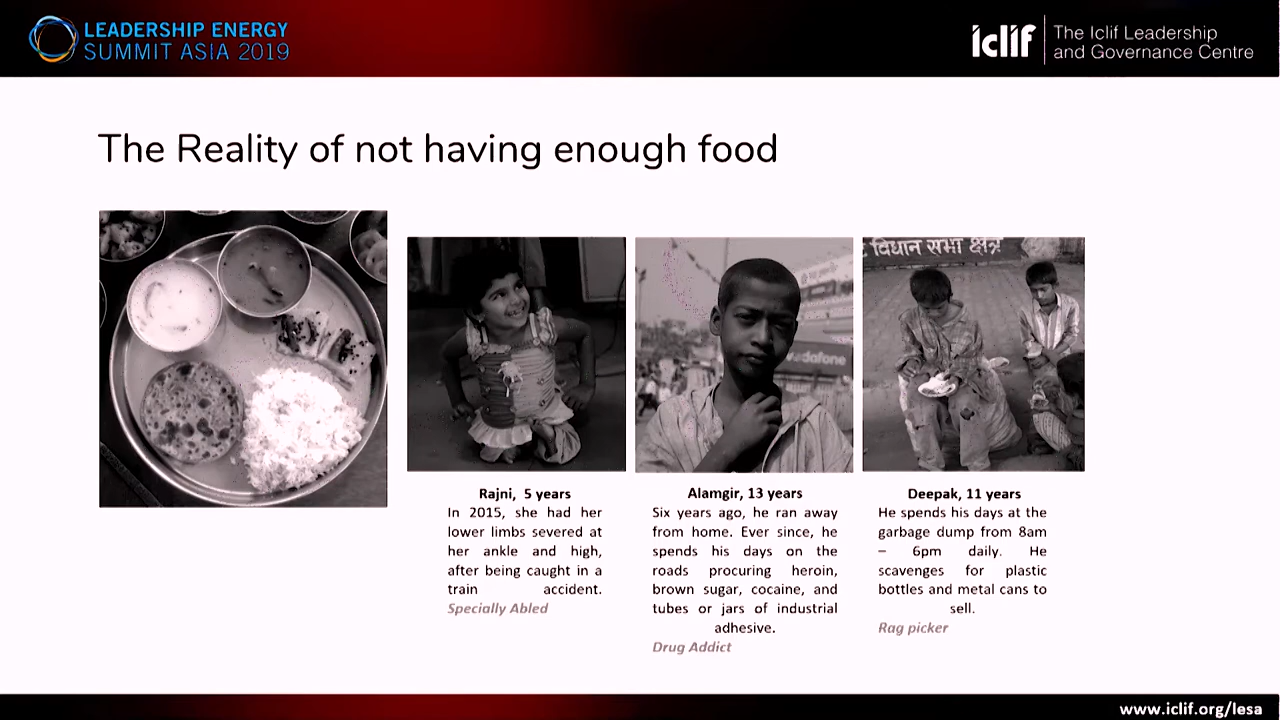 LEADERSHIP ENERGY
SUMMIT ASIA 2019
iclif
The Iclif Leadership
and Governance Centre
The Reality of not having enough food
विधान सभा क्षेत्र
vodafone
Rajni, 5 years
In 2015, she had her
lower limbs severed at
her ankle and high,
after being caught in a
train accident.
Specially Abled
Alamgir, 13 years
Six years ago, he ran away
from home. Ever since, he
spends his days on the
roads procuring heroin,
brown sugar, cocaine, and
tubes or jars of industrial
adhesive.
Drug Addict
Deepak, 11 years
He spends his days at the
garbage dump from 8am
– 6pm daily. He
scavenges for plastic
bottles and metal cans to
sell.
Rag picker
www.iclif.org/lesa